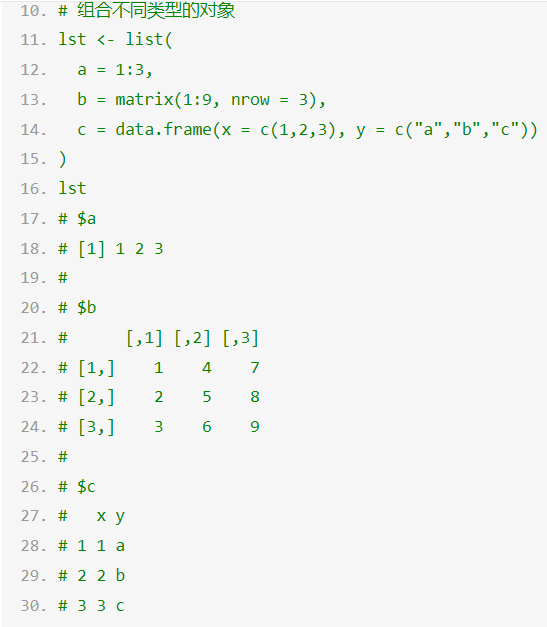 10. # 组合不同类型的对象
11. lst <- list(
12.   a = 1:3,
13.   b = matrix(1:9, nrow = 3),
14.   c = data.frame(x = c(1,2,3), y = c("a","b","c"))
15. )
16. lst
17. # $a
18. # [1] 1 2 3
19. #
20. # $b
21. #      [,1] [,2] [,3]
22. # [1,]    1    4    7
23. # [2,]    2    5    8
24. # [3,]    3    6    9
25. #
26. # $c
27. #   x y
28. # 1 1 a
29. # 2 2 b
30. # 3 3 c